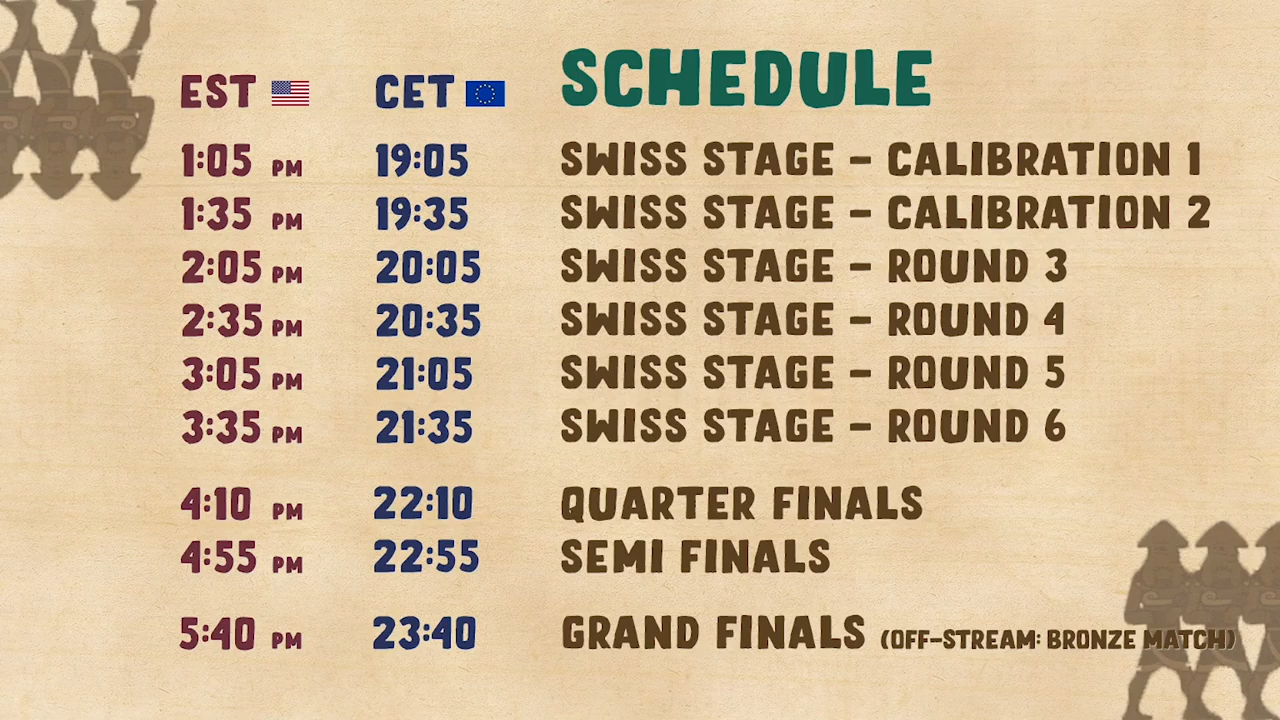 EST CET SCHEDULE
1:05 PM 19:05 SWISS STAGE - CALIBRATION 1
1:35 PM 19:35 SWISS STAGE - CALIBRATION 2
2:05 PM 20:05 SWISS STAGE - ROUND 3
2:35 PM 20:35 SWISS STAGE - ROUND 4
3:05 PM 21:05 SWISS STAGE - ROUND 5
3:35 PM 21:35 SWISS STAGE - ROUND 6
4:10 PM 22:10 QUARTER FINALS
4:55 PM 22:55 SEMI FINALS
5:40 PM 23:40 GRAND FINALS (OFF-STREAM: BRONZE MATCH)